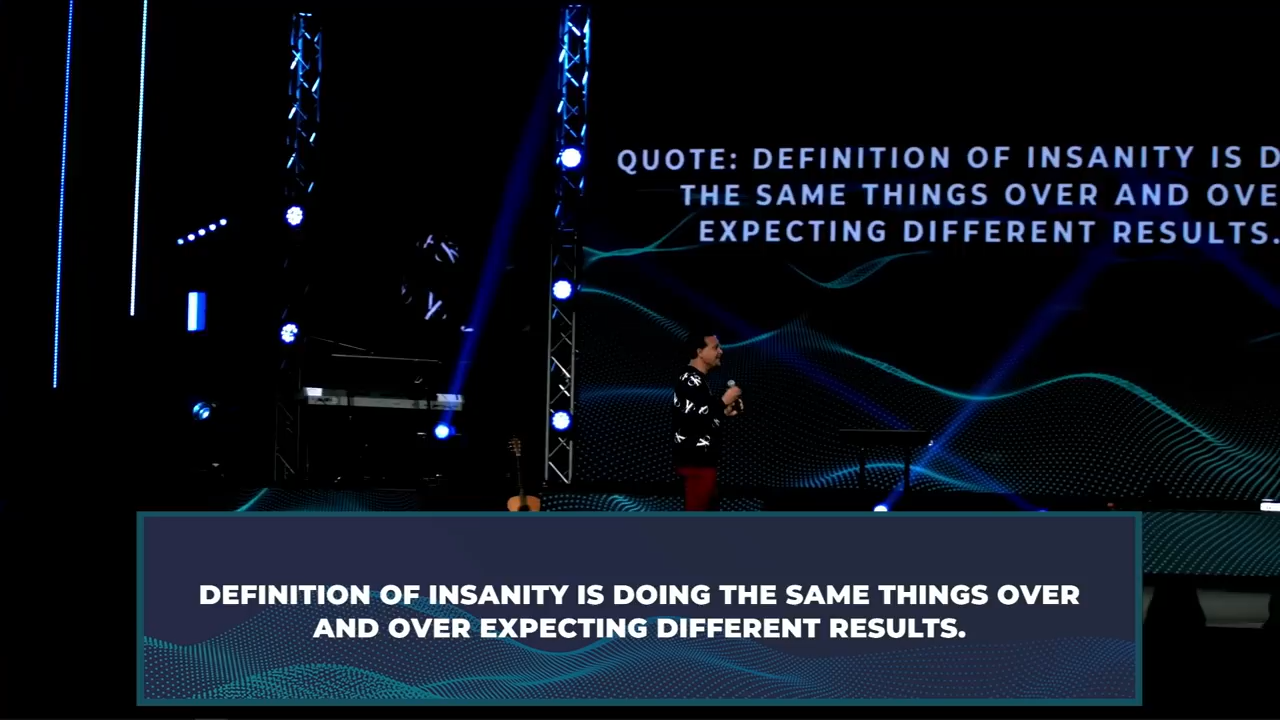 QUOTE: DEFINITION OF INSANITY IS D
THE SAME THINGS OVER AND OVE
EXPECTING DIFFERENT RESULTS.
DEFINITION OF INSANITY IS DOING THE SAME THINGS OVER
AND OVER EXPECTING DIFFERENT RESULTS.